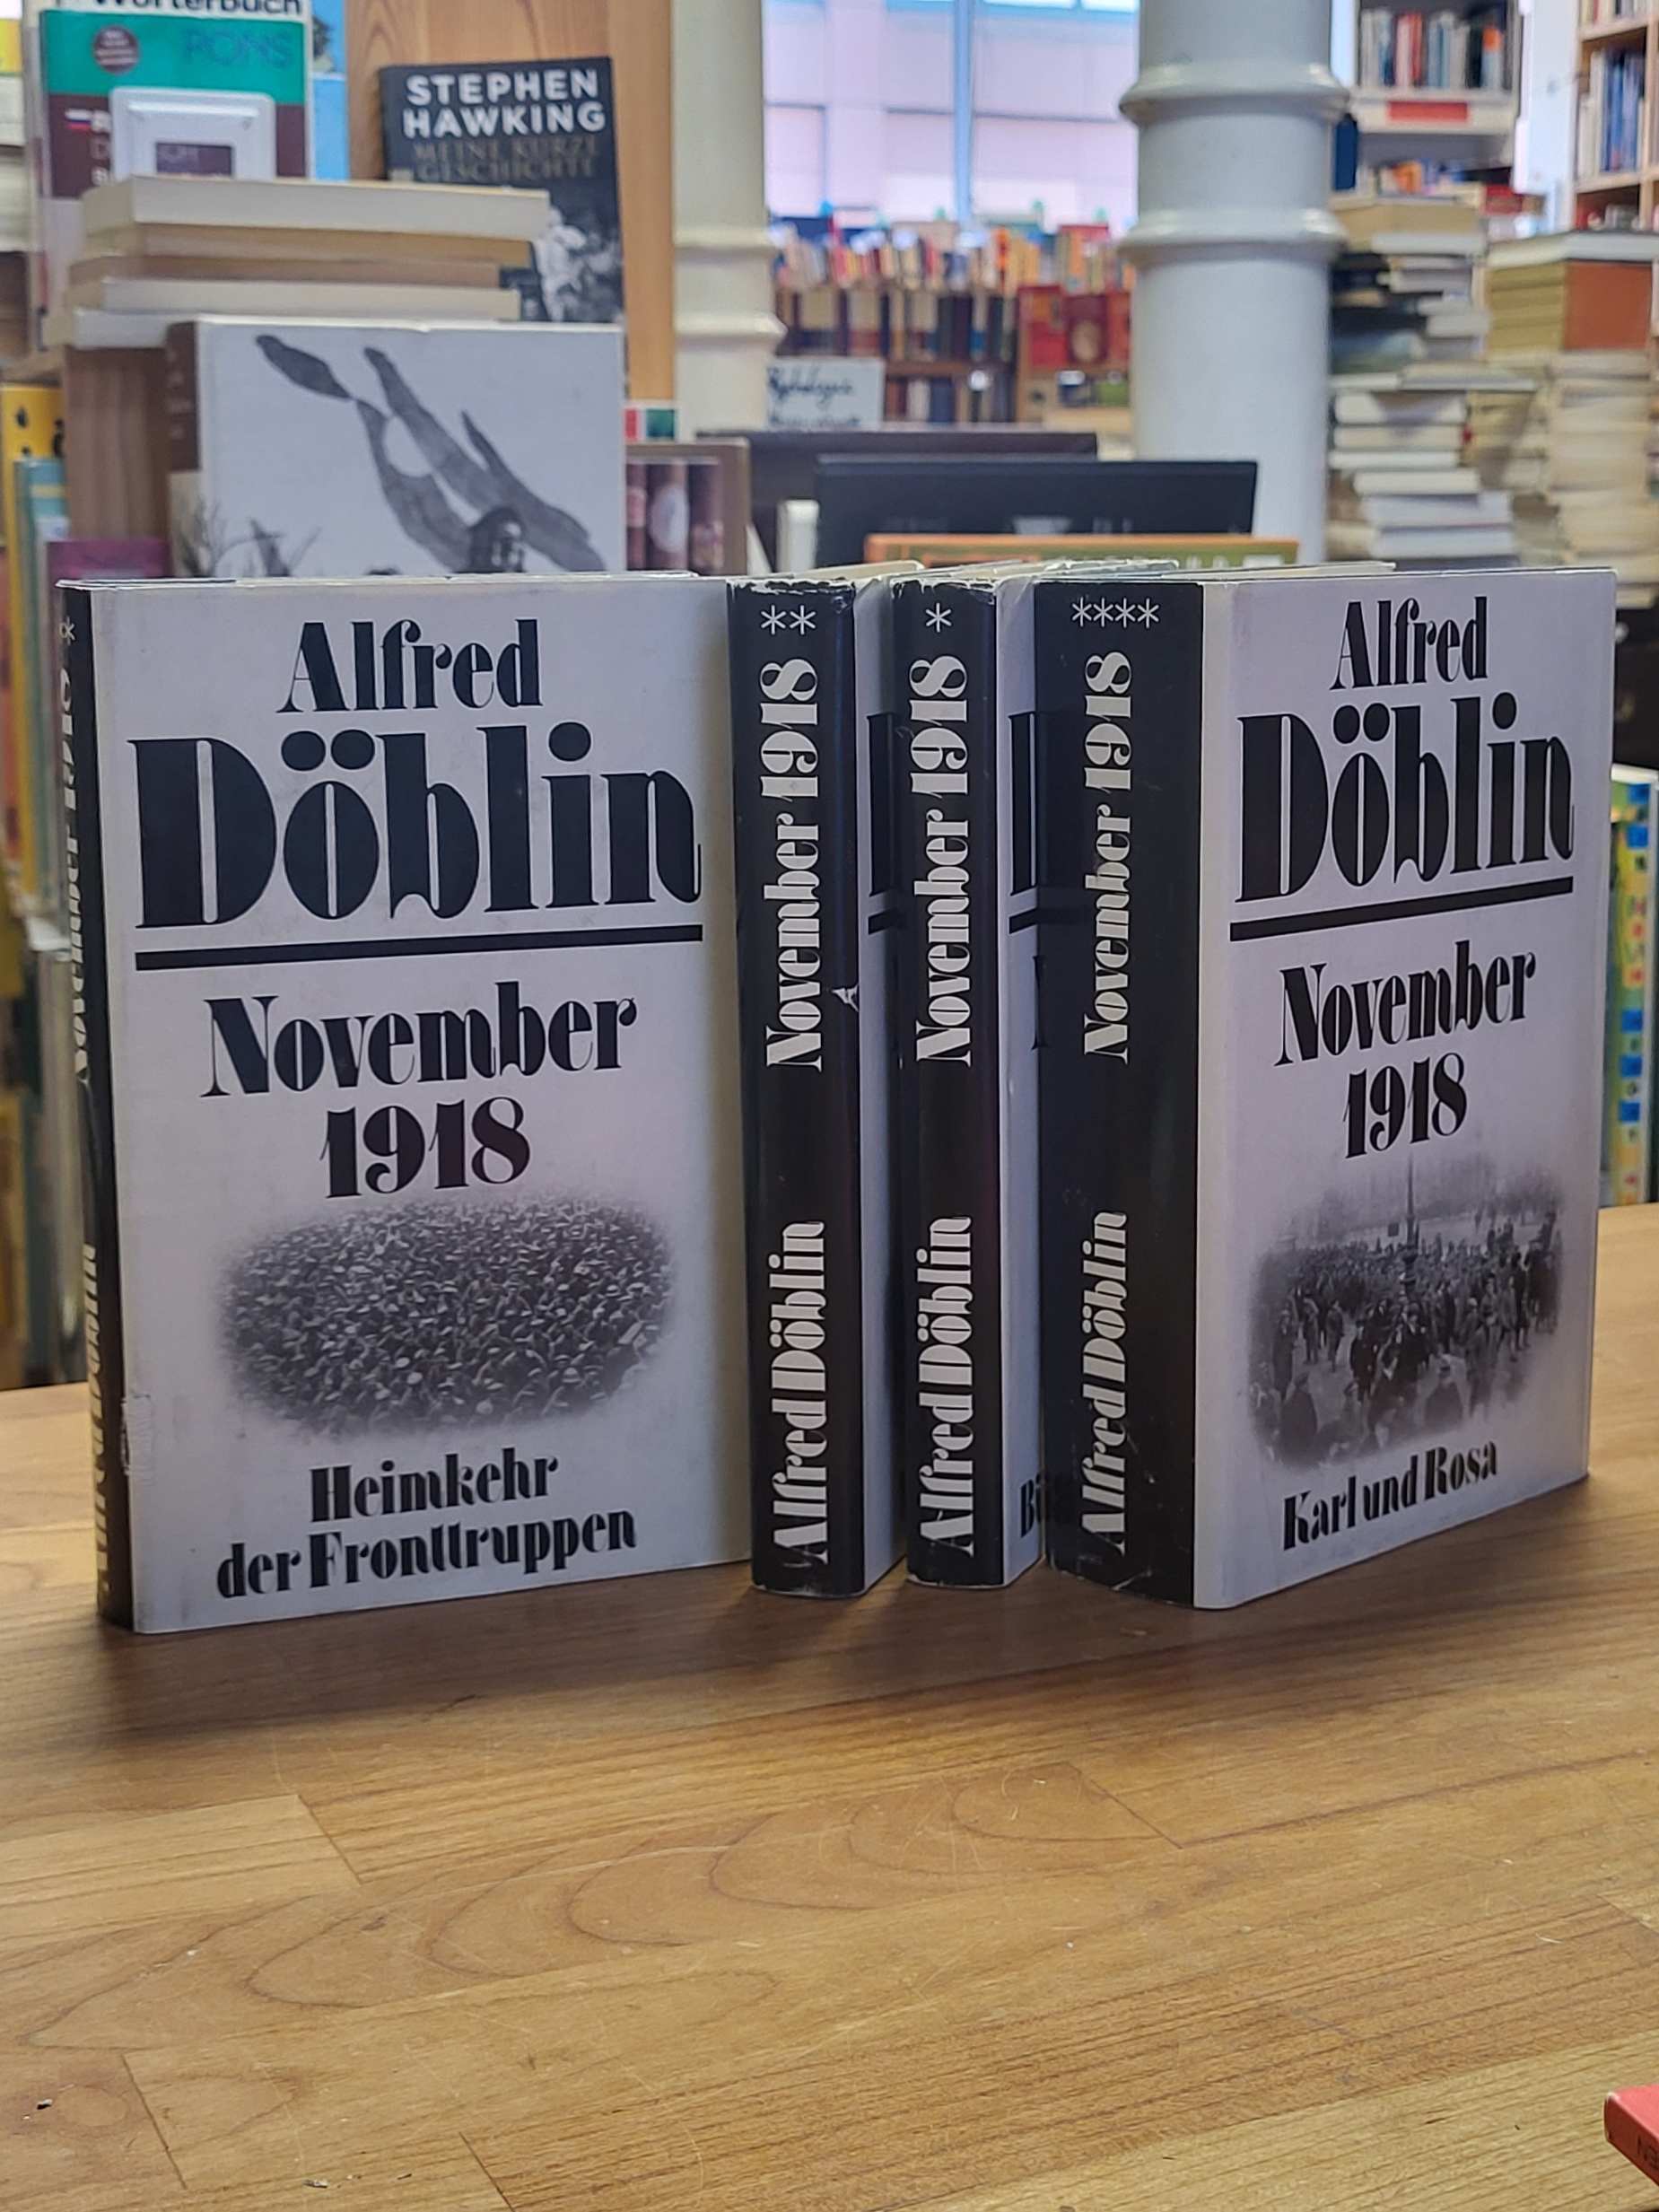 Wörterbuch
PONS
STEPHEN
HAWKING
MEINE KURZE
GESCHICHTE
Alfred
Döblin
November
1918
Heimkehr
der Fronttruppen
**
November 1918
Alfred Döblin
*
November 1918
Alfred Döblin
****
November 1918
Alfred Döblin
Alfred
Döblin
November
1918
Karl und Rosa